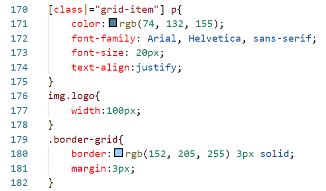 170 [class|="grid-item"] p{
171 color:rgb(74, 132, 155);
172 font-family: Arial, Helvetica, sans-serif;
173 font-size: 20px;
174 text-align:justify;
175 }
176 img.logo{
177 width:100px;
178 }
179 .border-grid{
180 border:rgb(152, 205, 255) 3px solid;
181 margin:3px;
182 }